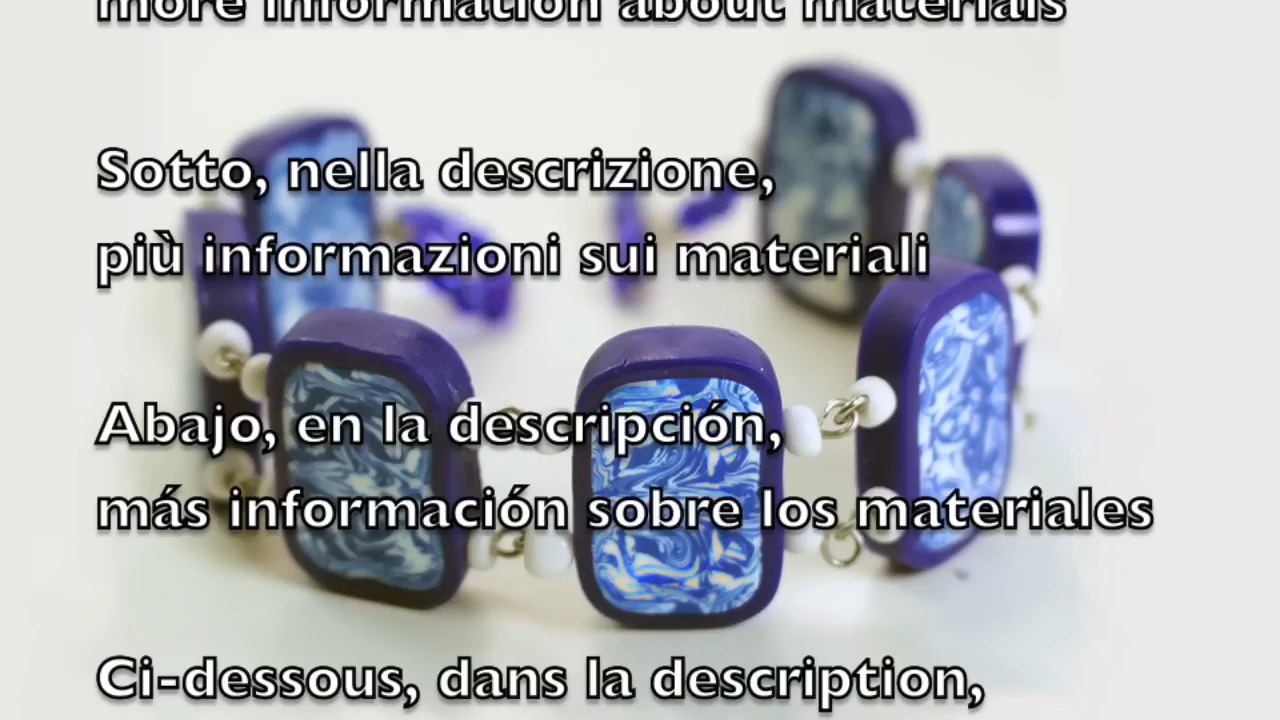 more information about materials
Sotto, nella descrizione,
più informazioni sui materiali
Abajo, en la descripción,
más información sobre los materiales
Ci-dessous, dans la description,